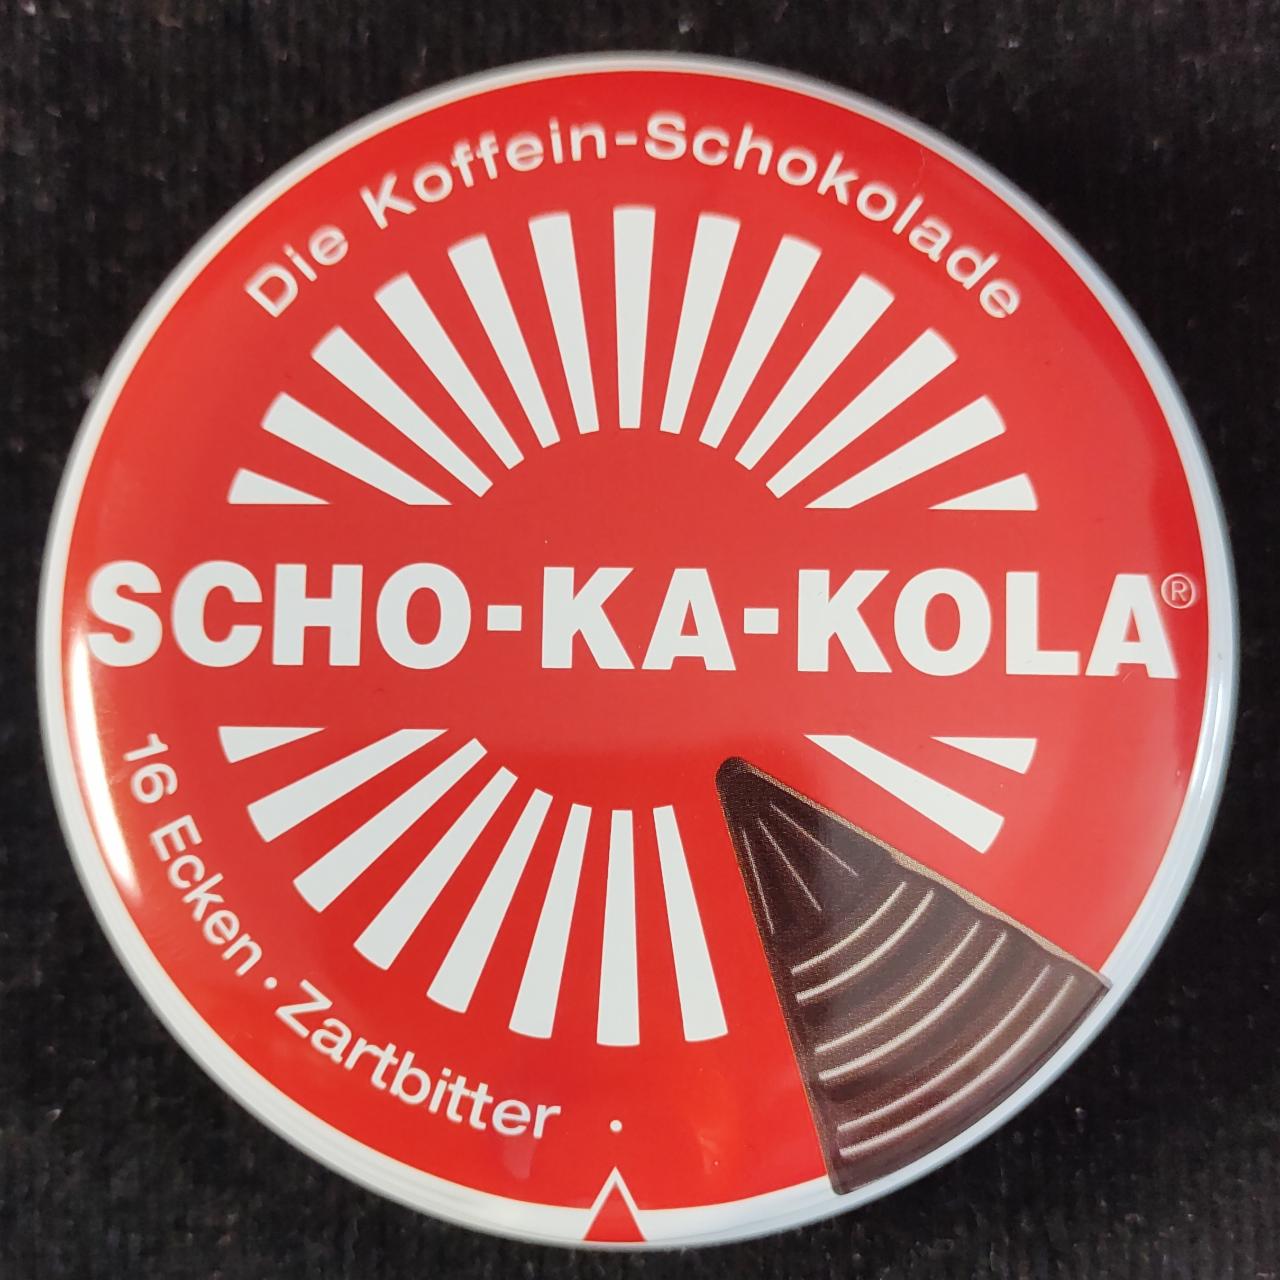 Die Koffein-Schokolade
SCHO-KA-KOLA®
16 Ecken · Zartbitter ·